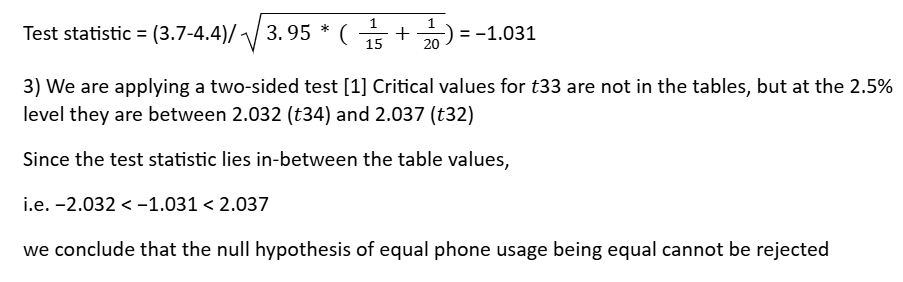 Test statistic = (3.7-4.4)/√3.95 * (1/15 + 1/20) = −1.031
3) We are applying a two-sided test [1] Critical values for t33 are not in the tables, but at the 2.5%
level they are between 2.032 (t34) and 2.037 (t32)
Since the test statistic lies in-between the table values,
i.e. −2.032 < −1.031 < 2.037
we conclude that the null hypothesis of equal phone usage being equal cannot be rejected